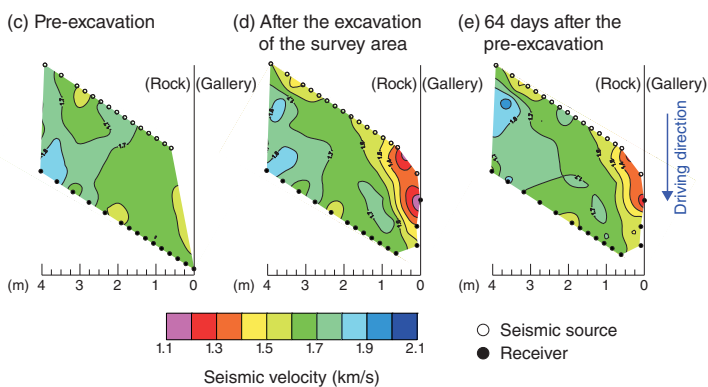 (c) Pre-excavation
(d) After the excavation
of the survey area
(e) 64 days after the
pre-excavation
(Rock) (Gallery)
(Rock) (Gallery)
(Rock) (Gallery)
Driving direction
(m) 4 3 2 1 0
(m) 4 3 2 1 0
(m) 4 3 2 1 0
1.1 1.3 1.5 1.7 1.9 2.1
Seismic velocity (km/s)
Seismic source
Receiver